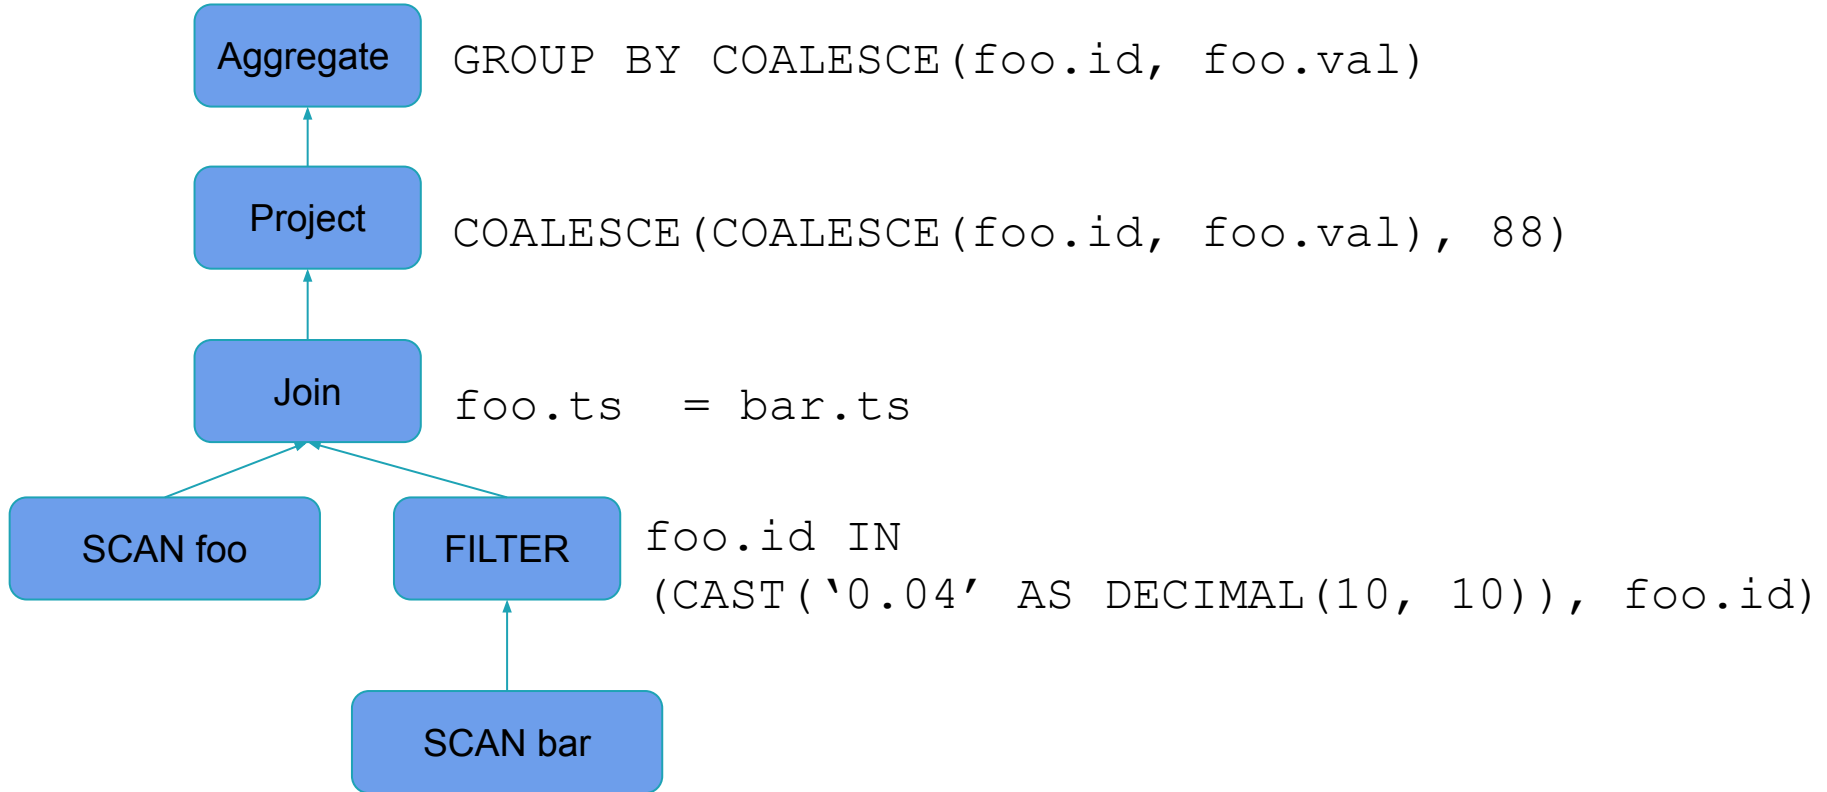 Aggregate GROUP BY COALESCE(foo.id, foo.val)
Project COALESCE(COALESCE(foo.id, foo.val), 88)
Join foo.ts  = bar.ts
SCAN foo
FILTER foo.id IN
(CAST(‘0.04’ AS DECIMAL(10, 10)), foo.id)
SCAN bar